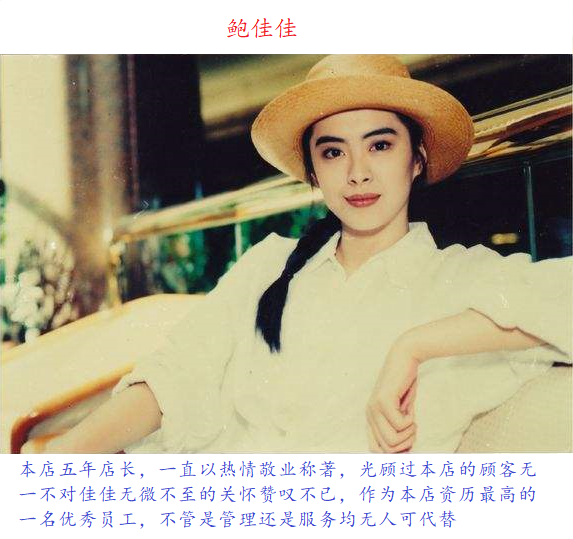 鲍佳佳
本店五年店长，一直以热情敬业称著，光顾过本店的顾客无
一不对佳佳无微不至的关怀赞叹不已，作为本店资历最高的
一名优秀员工，不管是管理还是服务均无人可代替